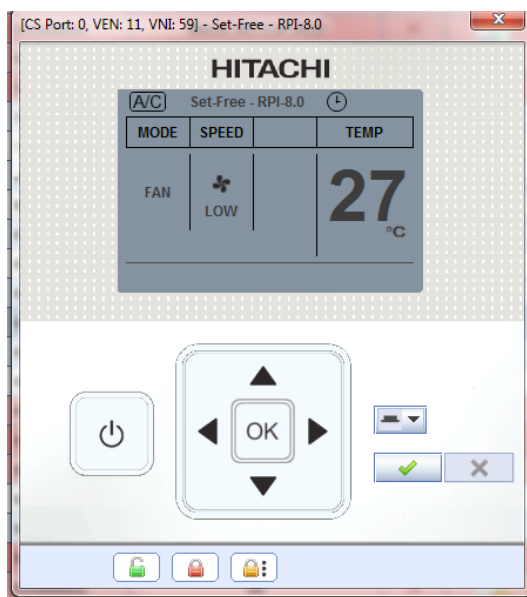 [CS Port: 0, VEN: 11, VNI: 59] - Set-Free - RPI-8.0
HITACHI
A/C Set-Free - RPI-8.0
MODE SPEED TEMP
FAN LOW 27 °C
OK